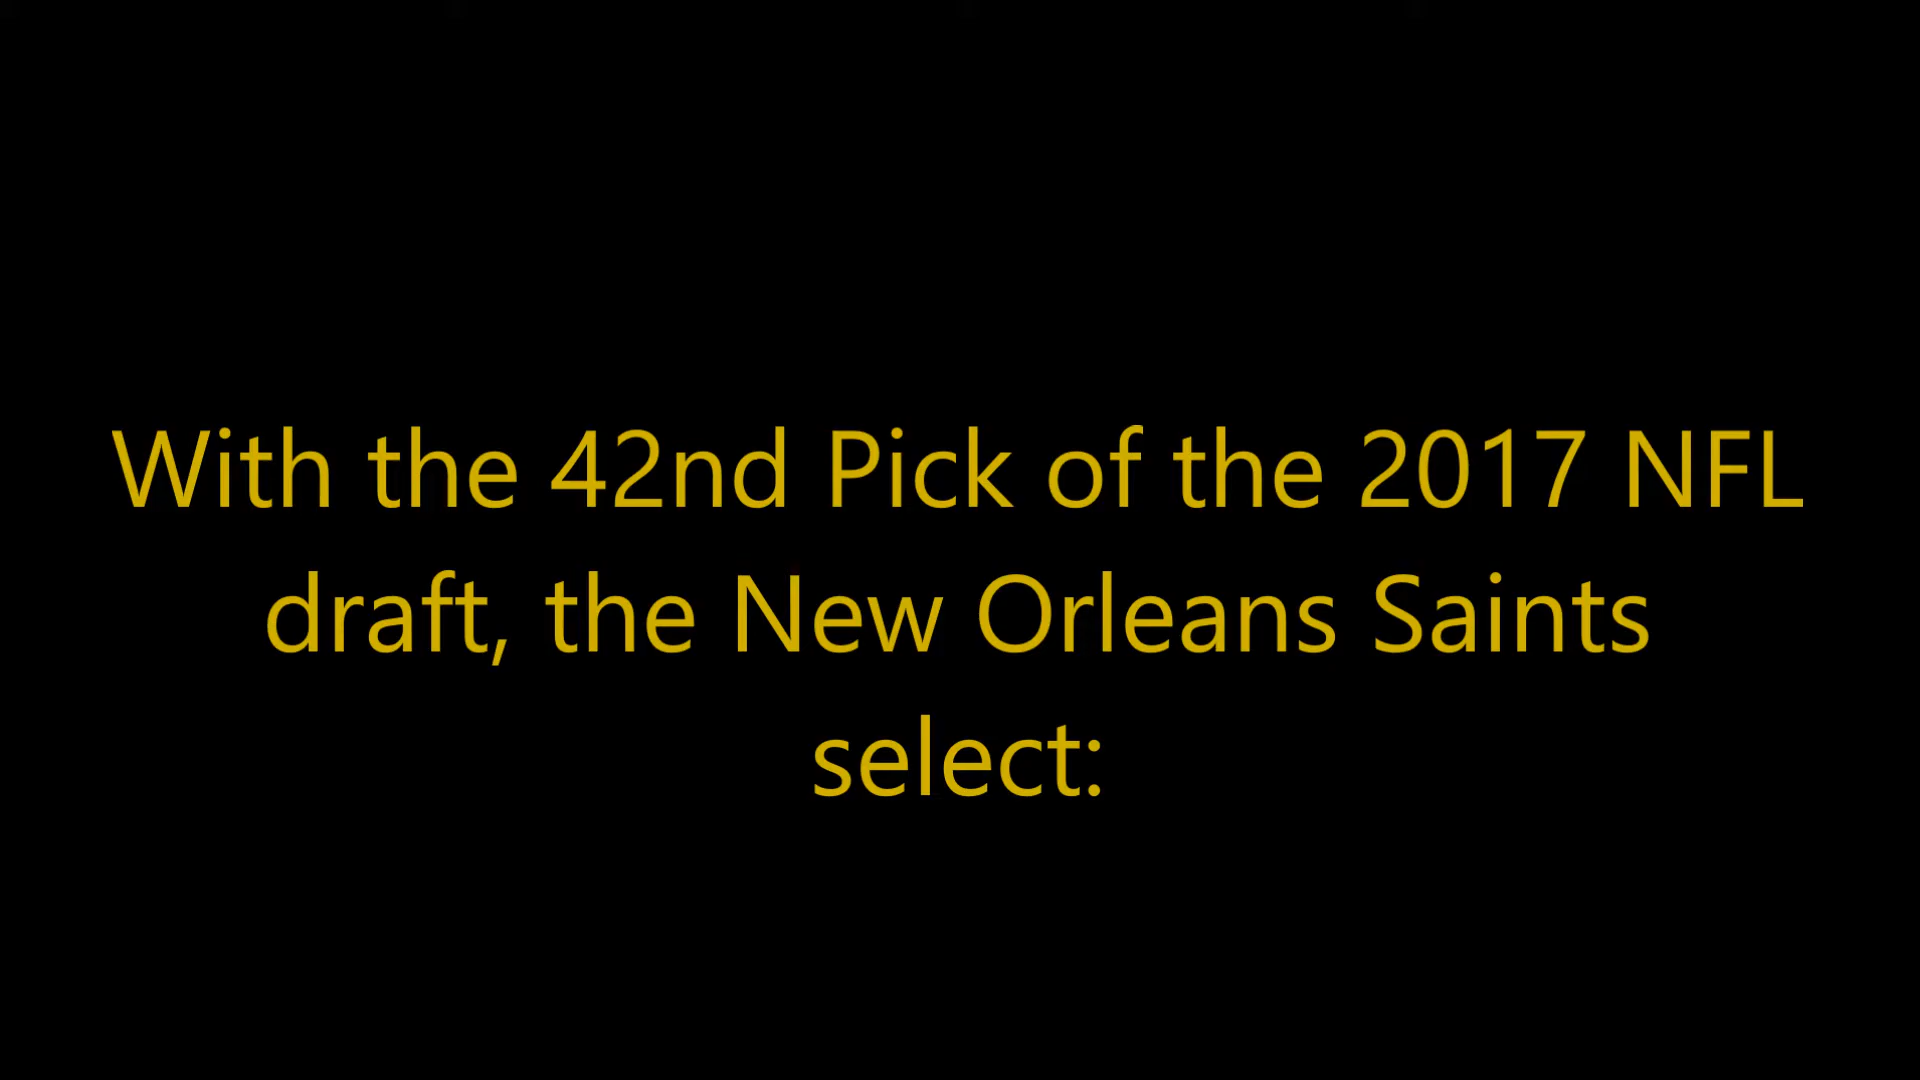 With the 42nd Pick of the 2017 NFL
draft, the New Orleans Saints
select: